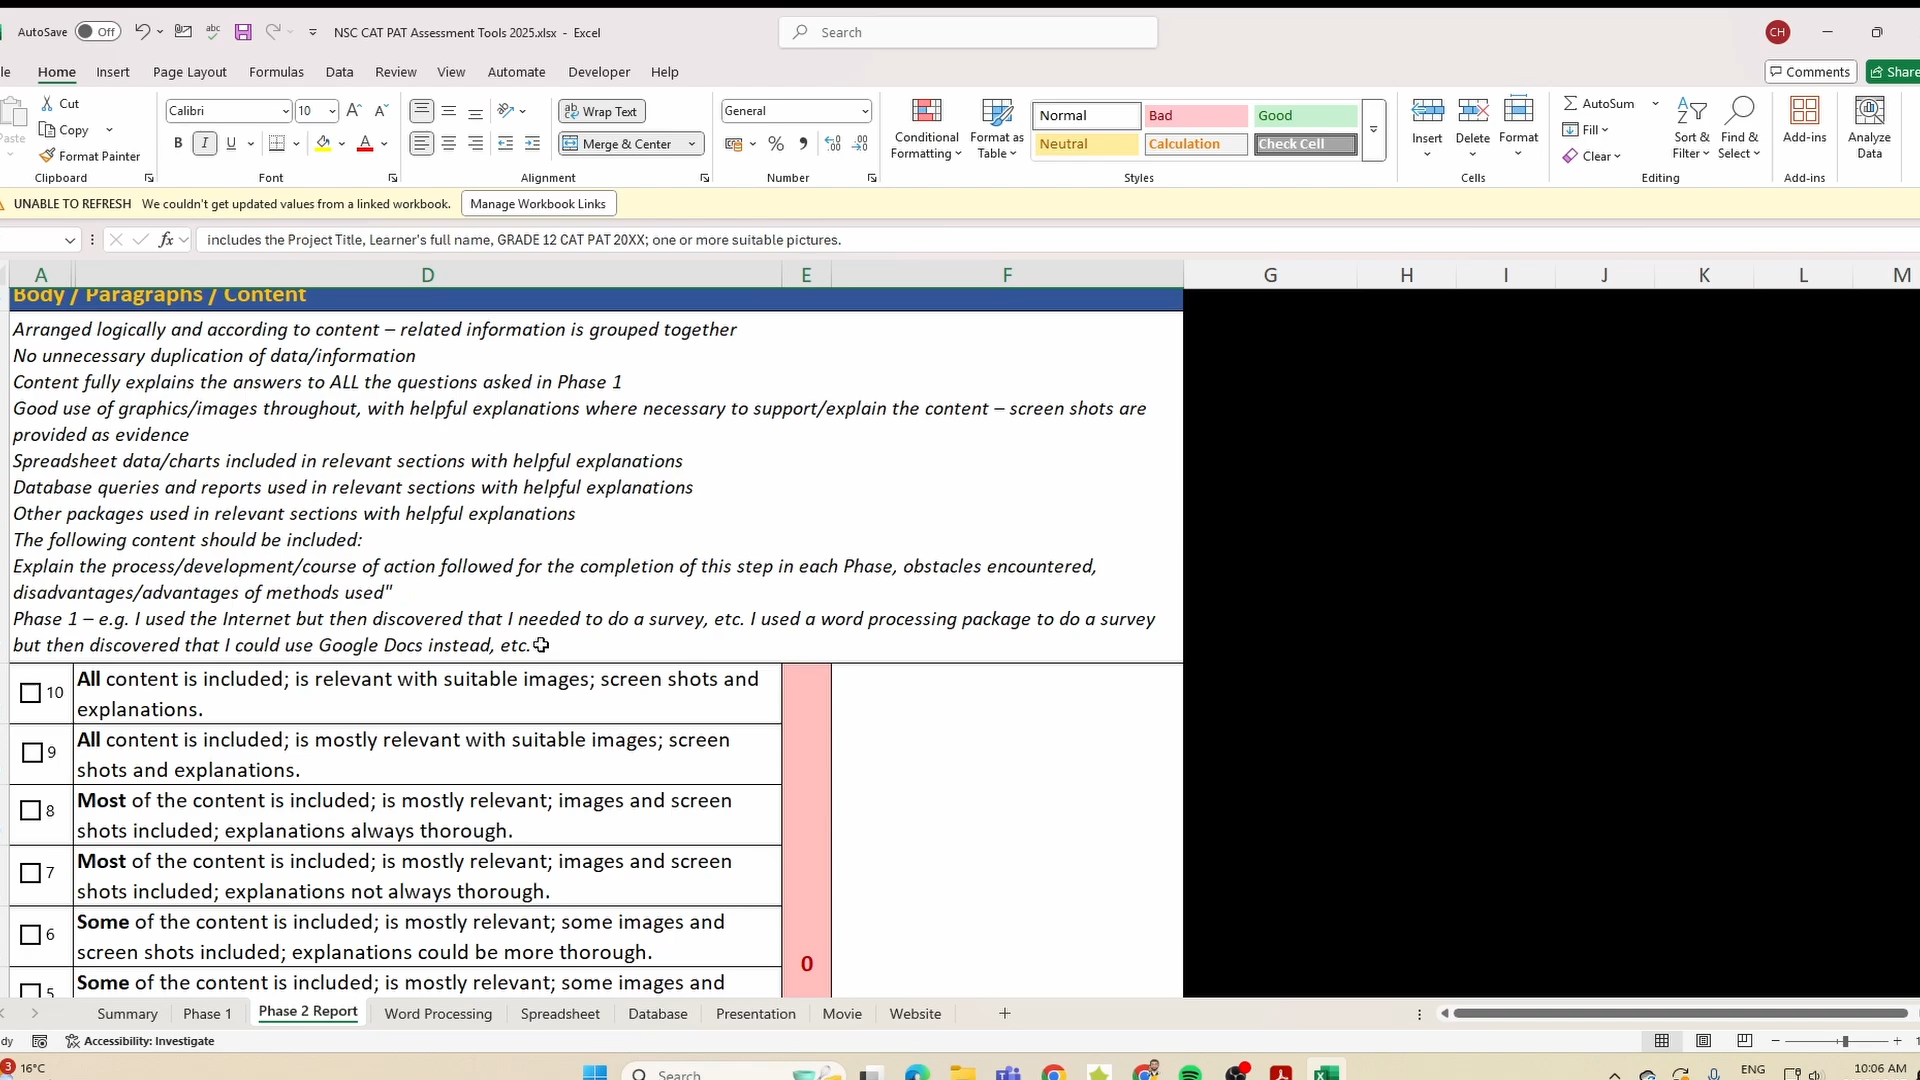 AutoSave Off NSC CAT PAT Assessment Tools 2025.xlsx - Excel Search CH
Home Insert Page Layout Formulas Data Review View Automate Developer Help Comments Share
Cut Calibri 10 Wrap Text General Normal Bad Good AutoSum
Copy Fill
Format Painter B I U Merge & Center % Neutral Calculation Check Cell Clear
Conditional Formatting Format as Table Insert Delete Format Sort & Filter Find & Select Add-ins Analyze Data
Clipboard Font Alignment Number Styles Cells Editing Add-ins
UNABLE TO REFRESH We couldn't get updated values from a linked workbook. Manage Workbook Links
fx includes the Project Title, Learner's full name, GRADE 12 CAT PAT 20XX; one or more suitable pictures.
A D E F G H I J K L M
Body / Paragraphs / Content
Arranged logically and according to content – related information is grouped together
No unnecessary duplication of data/information
Content fully explains the answers to ALL the questions asked in Phase 1
Good use of graphics/images throughout, with helpful explanations where necessary to support/explain the content – screen shots are
provided as evidence
Spreadsheet data/charts included in relevant sections with helpful explanations
Database queries and reports used in relevant sections with helpful explanations
Other packages used in relevant sections with helpful explanations
The following content should be included:
Explain the process/development/course of action followed for the completion of this step in each Phase, obstacles encountered,
disadvantages/advantages of methods used"
Phase 1 – e.g. I used the Internet but then discovered that I needed to do a survey, etc. I used a word processing package to do a survey
but then discovered that I could use Google Docs instead, etc.
10 All content is included; is relevant with suitable images; screen shots and
explanations.
9 All content is included; is mostly relevant with suitable images; screen
shots and explanations.
8 Most of the content is included; is mostly relevant; images and screen
shots included; explanations always thorough.
7 Most of the content is included; is mostly relevant; images and screen
shots included; explanations not always thorough.
6 Some of the content is included; is mostly relevant; some images and
screen shots included; explanations could be more thorough.
0
5 Some of the content is included; is mostly relevant; some images and
Summary Phase 1 Phase 2 Report Word Processing Spreadsheet Database Presentation Movie Website
Accessibility: Investigate
3 16°C Search ENG 10:06 AM